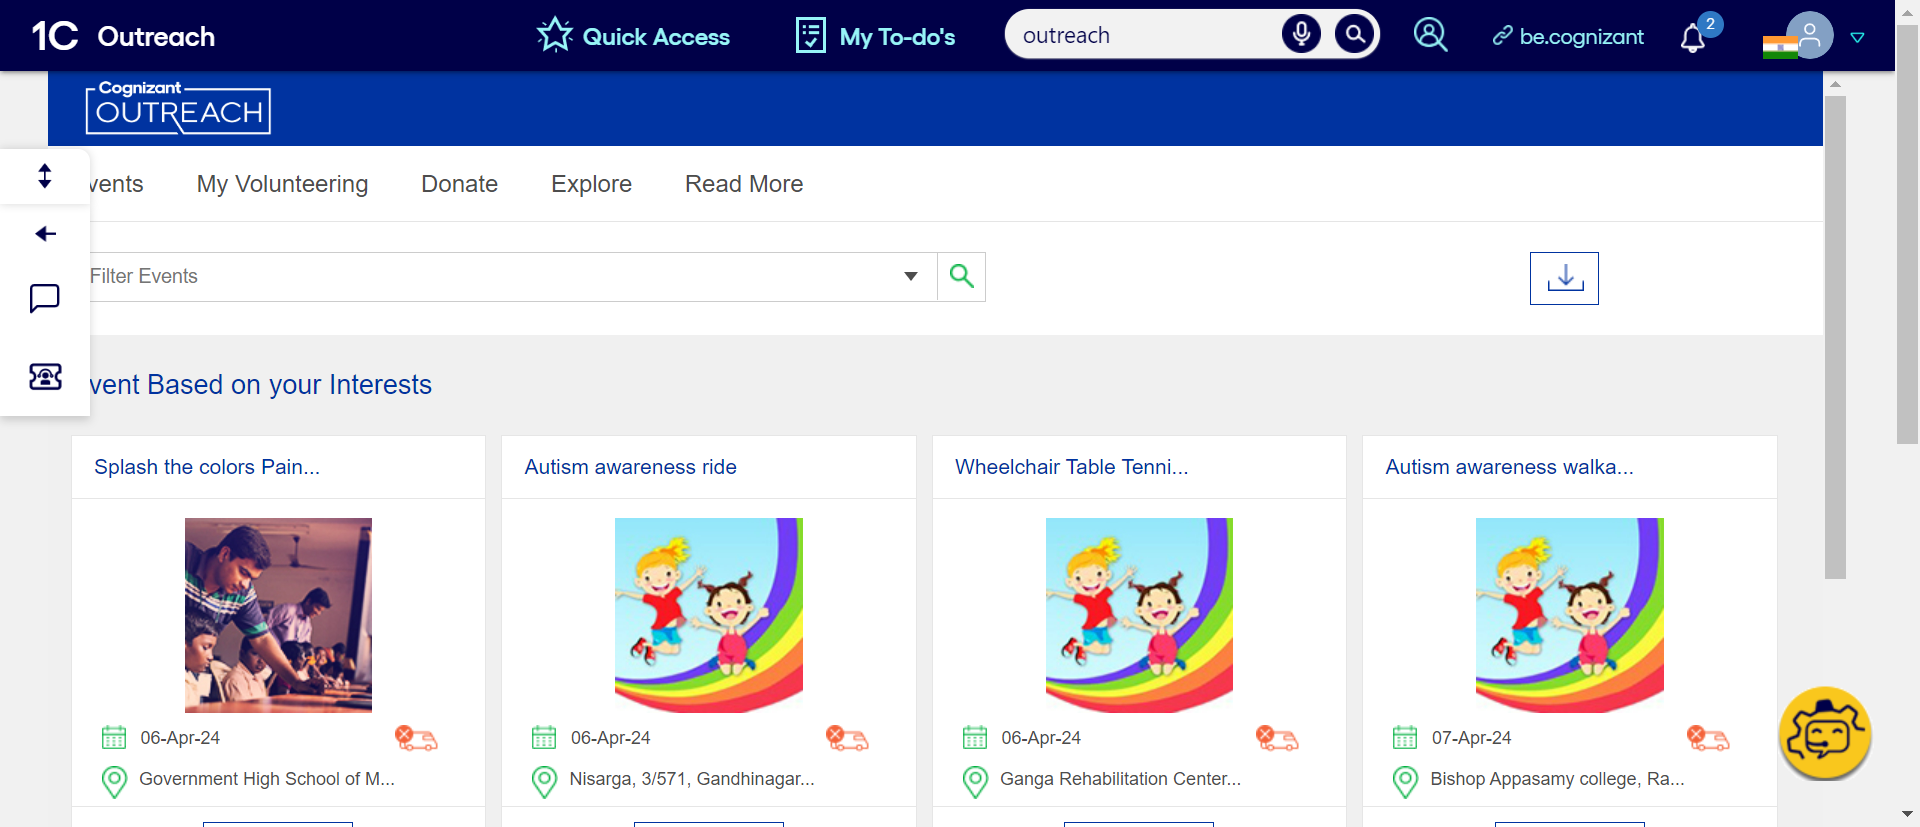 1C Outreach
Quick Access
My To-do's
outreach
be.cognizant
2
Cognizant
OUTREACH
vents
My Volunteering
Donate
Explore
Read More
Filter Events
vent Based on your Interests
Splash the colors Pain...
Autism awareness ride
Wheelchair Table Tenni...
Autism awareness walka...
06-Apr-24
06-Apr-24
06-Apr-24
07-Apr-24
Government High School of M...
Nisarga, 3/571, Gandhinagar...
Ganga Rehabilitation Center...
Bishop Appasamy college, Ra...